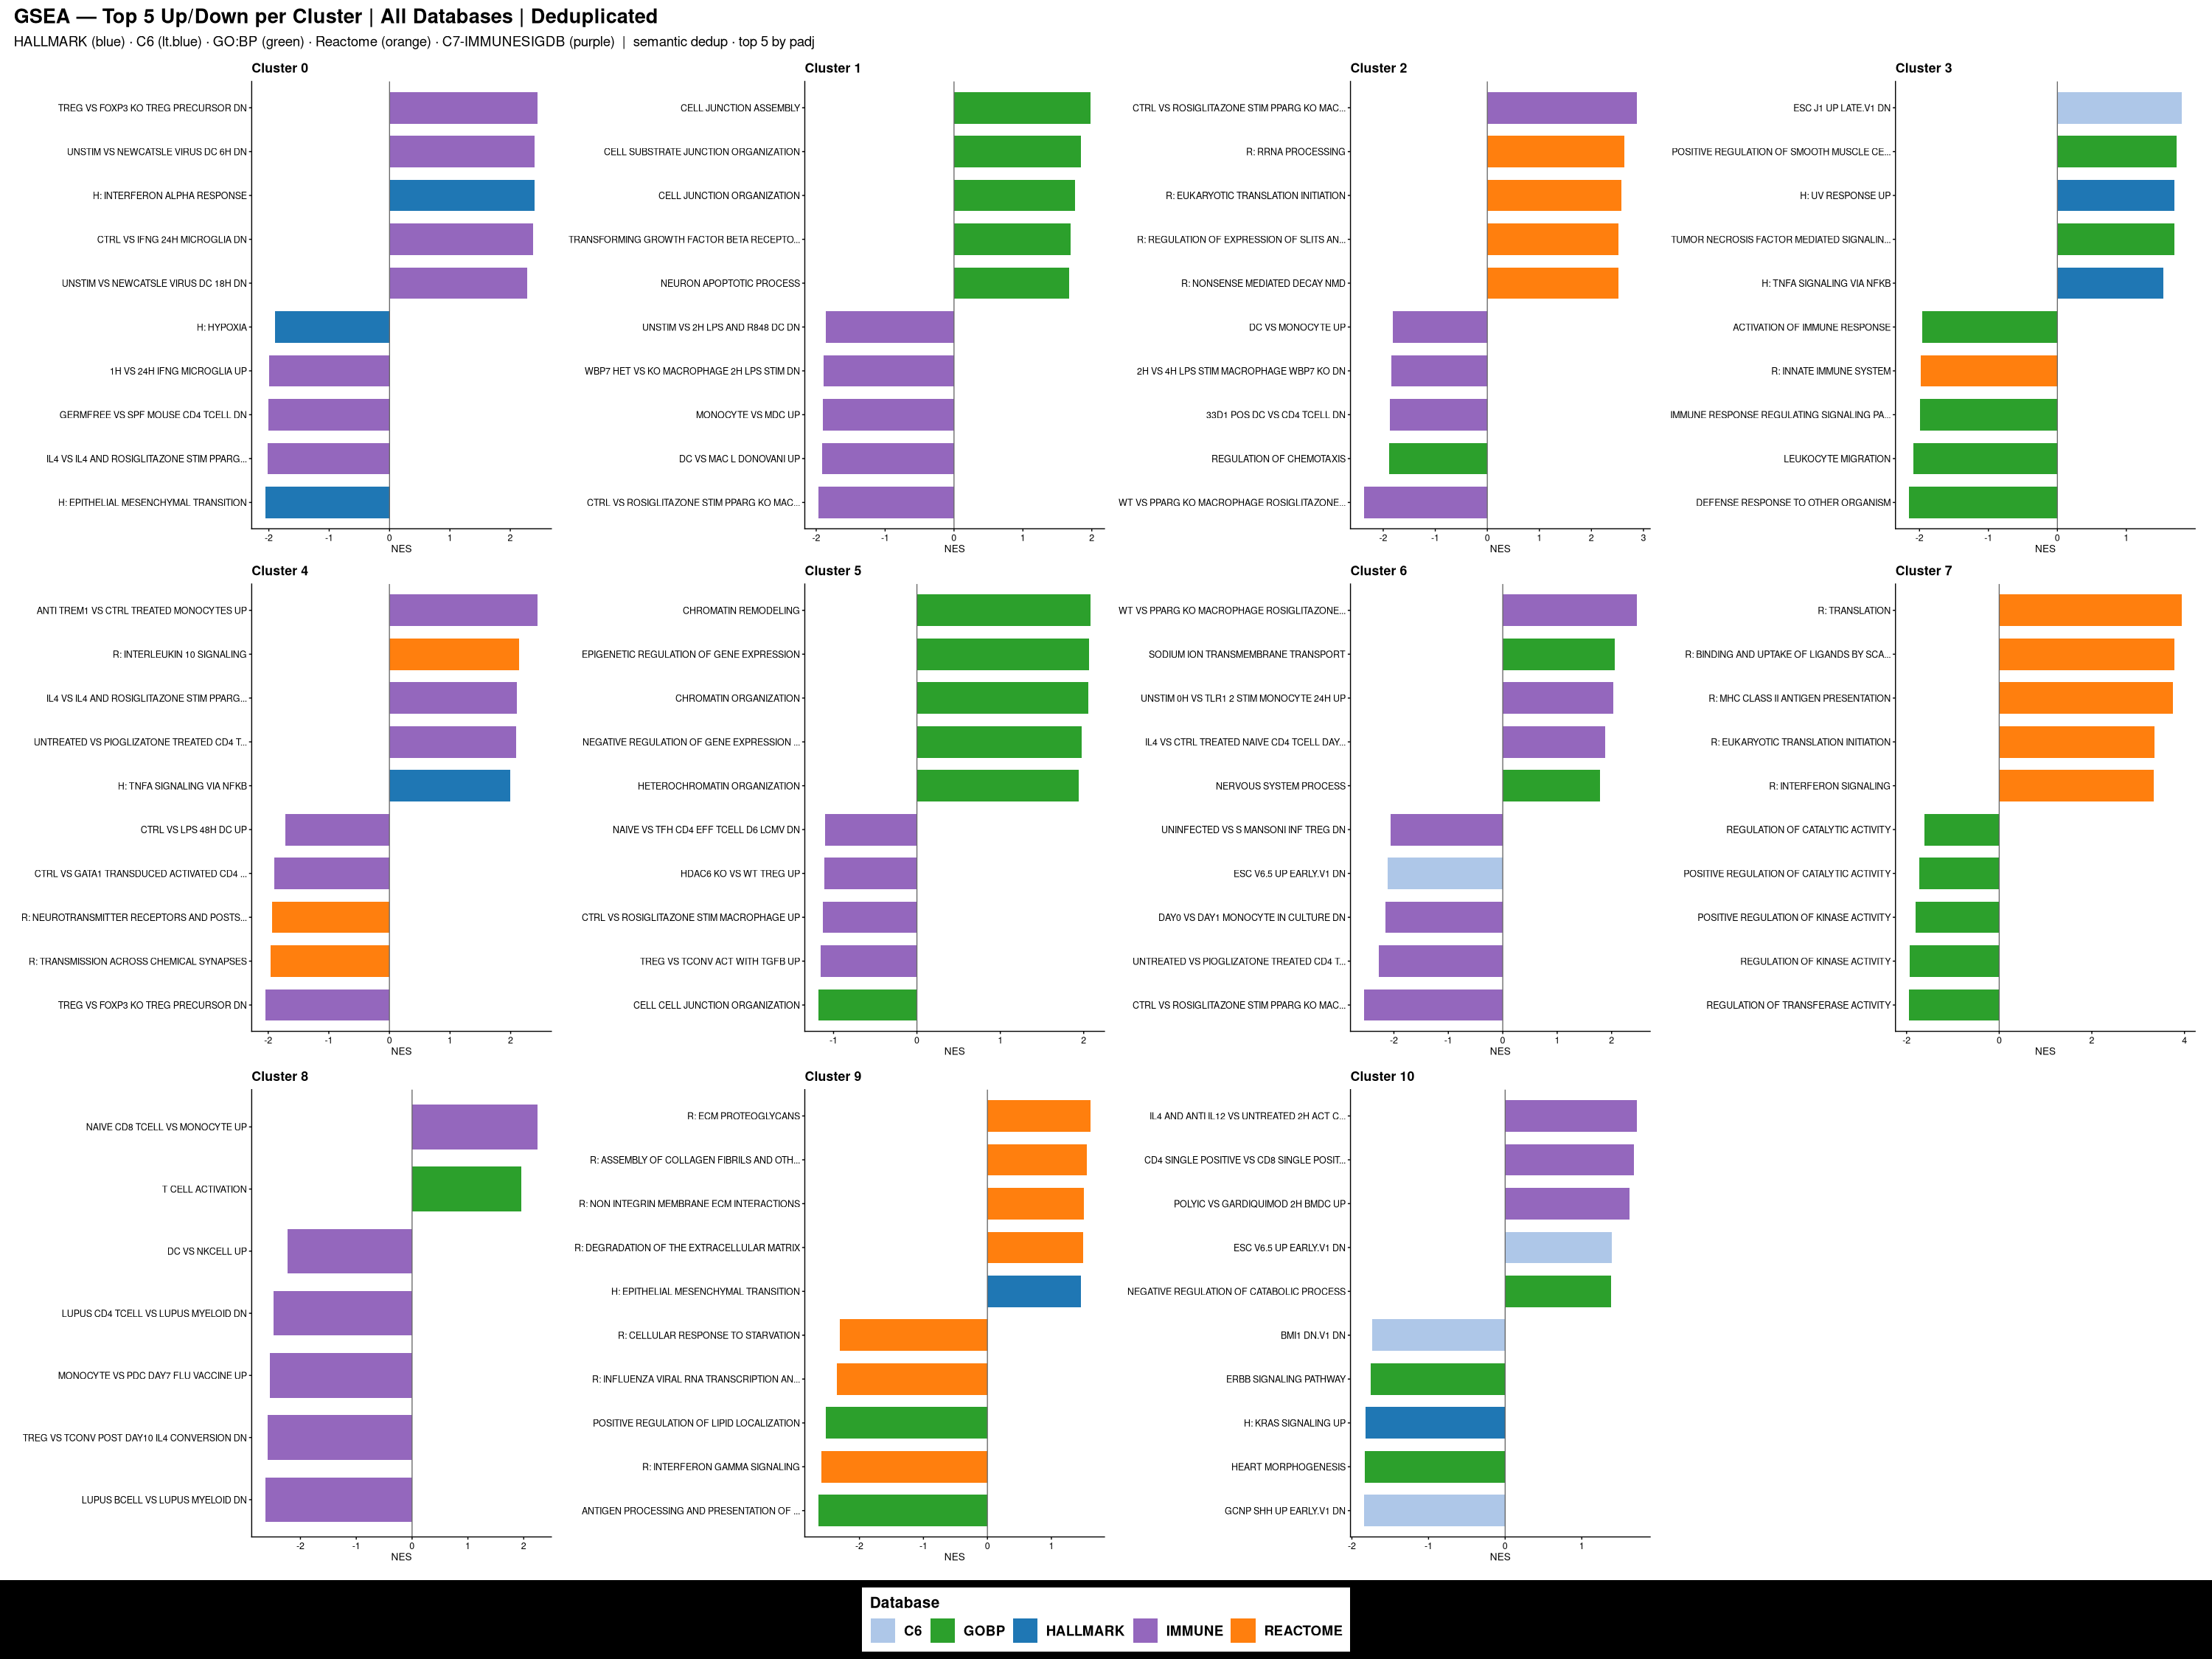 GSEA — Top 5 Up/Down per Cluster | All Databases | Deduplicated
HALLMARK (blue) · C6 (lt.blue) · GO:BP (green) · Reactome (orange) · C7-IMMUNESIGDB (purple) | semantic dedup · top 5 by padj
Cluster 0
TREG VS FOXP3 KO TREG PRECURSOR DN
UNSTIM VS NEWCATSLE VIRUS DC 6H DN
H: INTERFERON ALPHA RESPONSE
CTRL VS IFNG 24H MICROGLIA DN
UNSTIM VS NEWCATSLE VIRUS DC 18H DN
H: HYPOXIA
1H VS 24H IFNG MICROGLIA UP
GERMFREE VS SPF MOUSE CD4 TCELL DN
IL4 VS IL4 AND ROSIGLITAZONE STIM PPARG...
H: EPITHELIAL MESENCHYMAL TRANSITION
-2 -1 0 1 2
NES
Cluster 1
CELL JUNCTION ASSEMBLY
CELL SUBSTRATE JUNCTION ORGANIZATION
CELL JUNCTION ORGANIZATION
TRANSFORMING GROWTH FACTOR BETA RECEPTO...
NEURON APOPTOTIC PROCESS
UNSTIM VS 2H LPS AND R848 DC DN
WBP7 HET VS KO MACROPHAGE 2H LPS STIM DN
MONOCYTE VS MDC UP
DC VS MAC L DONOVANI UP
CTRL VS ROSIGLITAZONE STIM PPARG KO MAC...
-2 -1 0 1 2
NES
Cluster 2
CTRL VS ROSIGLITAZONE STIM PPARG KO MAC...
R: RRNA PROCESSING
R: EUKARYOTIC TRANSLATION INITIATION
R: REGULATION OF EXPRESSION OF SLITS AN...
R: NONSENSE MEDIATED DECAY NMD
DC VS MONOCYTE UP
2H VS 4H LPS STIM MACROPHAGE WBP7 KO DN
33D1 POS DC VS CD4 TCELL DN
REGULATION OF CHEMOTAXIS
WT VS PPARG KO MACROPHAGE ROSIGLITAZONE...
-2 -1 0 1 2 3
NES
Cluster 3
ESC J1 UP LATE.V1 DN
POSITIVE REGULATION OF SMOOTH MUSCLE CE...
H: UV RESPONSE UP
TUMOR NECROSIS FACTOR MEDIATED SIGNALIN...
H: TNFA SIGNALING VIA NFKB
ACTIVATION OF IMMUNE RESPONSE
R: INNATE IMMUNE SYSTEM
IMMUNE RESPONSE REGULATING SIGNALING PA...
LEUKOCYTE MIGRATION
DEFENSE RESPONSE TO OTHER ORGANISM
-2 -1 0 1
NES
Cluster 4
ANTI TREM1 VS CTRL TREATED MONOCYTES UP
R: INTERLEUKIN 10 SIGNALING
IL4 VS IL4 AND ROSIGLITAZONE STIM PPARG...
UNTREATED VS PIOGLIZATONE TREATED CD4 T...
H: TNFA SIGNALING VIA NFKB
CTRL VS LPS 48H DC UP
CTRL VS GATA1 TRANSDUCED ACTIVATED CD4 ...
R: NEUROTRANSMITTER RECEPTORS AND POSTS...
R: TRANSMISSION ACROSS CHEMICAL SYNAPSES
TREG VS FOXP3 KO TREG PRECURSOR DN
-2 -1 0 1 2
NES
Cluster 5
CHROMATIN REMODELING
EPIGENETIC REGULATION OF GENE EXPRESSION
CHROMATIN ORGANIZATION
NEGATIVE REGULATION OF GENE EXPRESSION ...
HETEROCHROMATIN ORGANIZATION
NAIVE VS TFH CD4 EFF TCELL D6 LCMV DN
HDAC6 KO VS WT TREG UP
CTRL VS ROSIGLITAZONE STIM MACROPHAGE UP
TREG VS TCONV ACT WITH TGFB UP
CELL CELL JUNCTION ORGANIZATION
-1 0 1 2
NES
Cluster 6
WT VS PPARG KO MACROPHAGE ROSIGLITAZONE...
SODIUM ION TRANSMEMBRANE TRANSPORT
UNSTIM 0H VS TLR1 2 STIM MONOCYTE 24H UP
IL4 VS CTRL TREATED NAIVE CD4 TCELL DAY...
NERVOUS SYSTEM PROCESS
UNINFECTED VS S MANSONI INF TREG DN
ESC V6.5 UP EARLY.V1 DN
DAY0 VS DAY1 MONOCYTE IN CULTURE DN
UNTREATED VS PIOGLIZATONE TREATED CD4 T...
CTRL VS ROSIGLITAZONE STIM PPARG KO MAC...
-2 -1 0 1 2
NES
Cluster 7
R: TRANSLATION
R: BINDING AND UPTAKE OF LIGANDS BY SCA...
R: MHC CLASS II ANTIGEN PRESENTATION
R: EUKARYOTIC TRANSLATION INITIATION
R: INTERFERON SIGNALING
REGULATION OF CATALYTIC ACTIVITY
POSITIVE REGULATION OF CATALYTIC ACTIVITY
POSITIVE REGULATION OF KINASE ACTIVITY
REGULATION OF KINASE ACTIVITY
REGULATION OF TRANSFERASE ACTIVITY
-2 0 2 4
NES
Cluster 8
NAIVE CD8 TCELL VS MONOCYTE UP
T CELL ACTIVATION
DC VS NKCELL UP
LUPUS CD4 TCELL VS LUPUS MYELOID DN
MONOCYTE VS PDC DAY7 FLU VACCINE UP
TREG VS TCONV POST DAY10 IL4 CONVERSION DN
LUPUS BCELL VS LUPUS MYELOID DN
-2 -1 0 1 2
NES
Cluster 9
R: ECM PROTEOGLYCANS
R: ASSEMBLY OF COLLAGEN FIBRILS AND OTH...
R: NON INTEGRIN MEMBRANE ECM INTERACTIONS
R: DEGRADATION OF THE EXTRACELLULAR MATRIX
H: EPITHELIAL MESENCHYMAL TRANSITION
R: CELLULAR RESPONSE TO STARVATION
R: INFLUENZA VIRAL RNA TRANSCRIPTION AN...
POSITIVE REGULATION OF LIPID LOCALIZATION
R: INTERFERON GAMMA SIGNALING
ANTIGEN PROCESSING AND PRESENTATION OF ...
-2 -1 0 1
NES
Cluster 10
IL4 AND ANTI IL12 VS UNTREATED 2H ACT C...
CD4 SINGLE POSITIVE VS CD8 SINGLE POSIT...
POLYIC VS GARDIQUIMOD 2H BMDC UP
ESC V6.5 UP EARLY.V1 DN
NEGATIVE REGULATION OF CATABOLIC PROCESS
BMI1 DN.V1 DN
ERBB SIGNALING PATHWAY
H: KRAS SIGNALING UP
HEART MORPHOGENESIS
GCNP SHH UP EARLY.V1 DN
-2 -1 0 1
NES
Database
C6 GOBP HALLMARK IMMUNE REACTOME